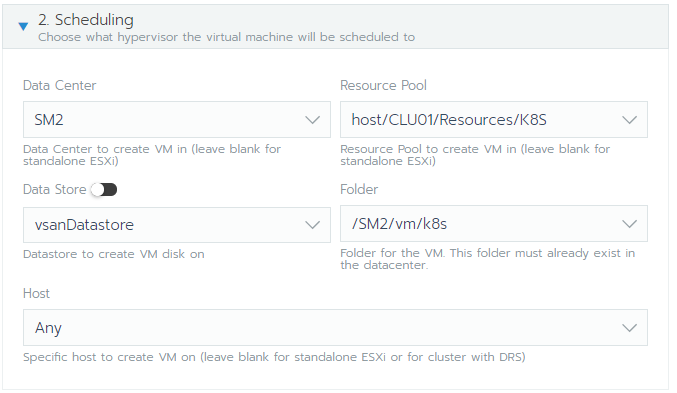 2. Scheduling
Choose what hypervisor the virtual machine will be scheduled to
Data Center
SM2
Data Center to create VM in (leave blank for
standalone ESXi)
Resource Pool
host/CLU01/Resources/K8S
Resource Pool to create VM in (leave blank for
standalone ESXi)
Data Store
vsanDatastore
Datastore to create VM disk on
Folder
/SM2/vm/k8s
Folder for the VM. This folder must already exist in
the datacenter.
Host
Any
Specific host to create VM on (leave blank for standalone ESXi or for cluster with DRS)